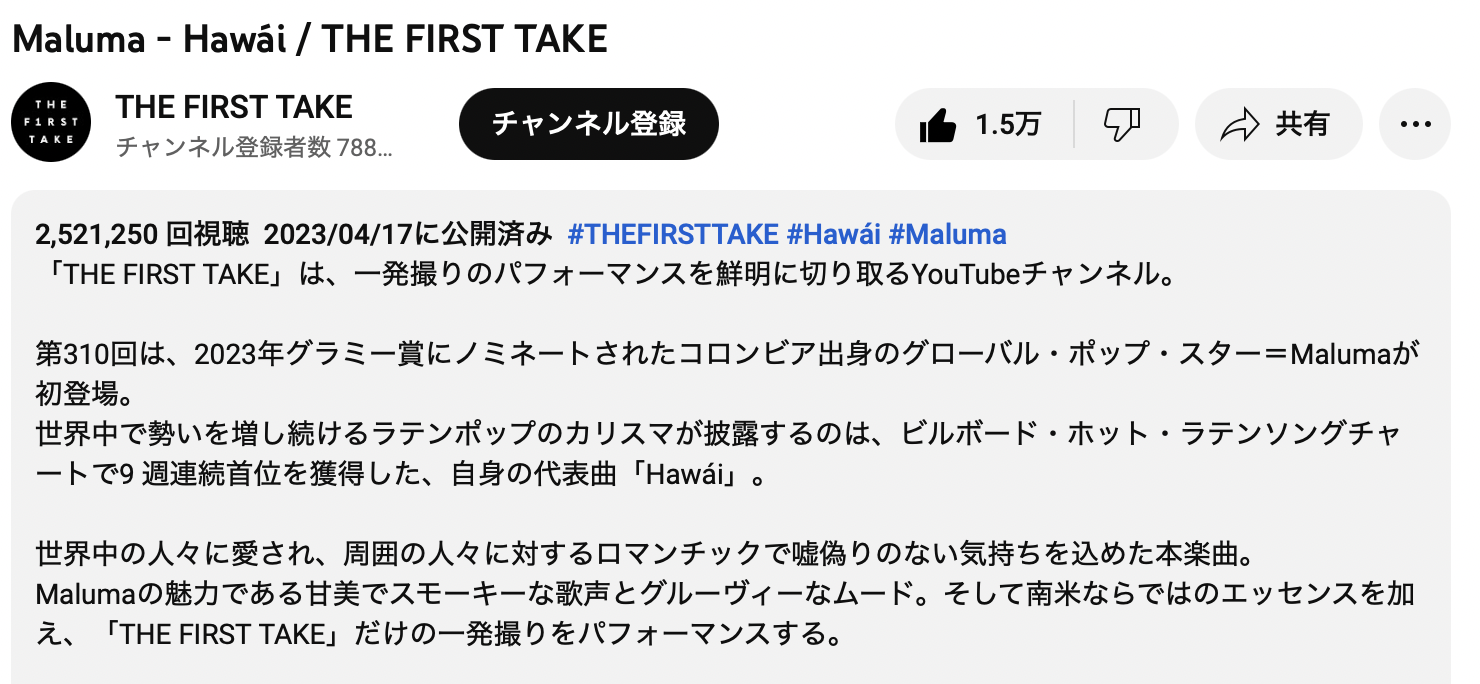 Maluma - Hawái / THE FIRST TAKE
THE
F1RST
TAKE
THE FIRST TAKE
チャンネル登録者数 788...
チャンネル登録
1.5万
共有
2,521,250 回視聴 2023/04/17に公開済み #THEFIRSTTAKE #Hawái #Maluma
「THE FIRST TAKE」は、一発撮りのパフォーマンスを鮮明に切り取るYouTubeチャンネル。
第310回は、2023年グラミー賞にノミネートされたコロンビア出身のグローバル・ポップ・スター＝Malumaが
初登場。
世界中で勢いを増し続けるラテンポップのカリスマが披露するのは、ビルボード・ホット・ラテンソングチャ
ートで9 週連続首位を獲得した、自身の代表曲「Hawái」。
世界中の人々に愛され、周囲の人々に対するロマンチックで嘘偽りのない気持ちを込めた本楽曲。
Malumaの魅力である甘美でスモーキーな歌声とグルーヴィーなムード。そして南米ならではのエッセンスを加
え、「THE FIRST TAKE」だけの一発撮りをパフォーマンスする。